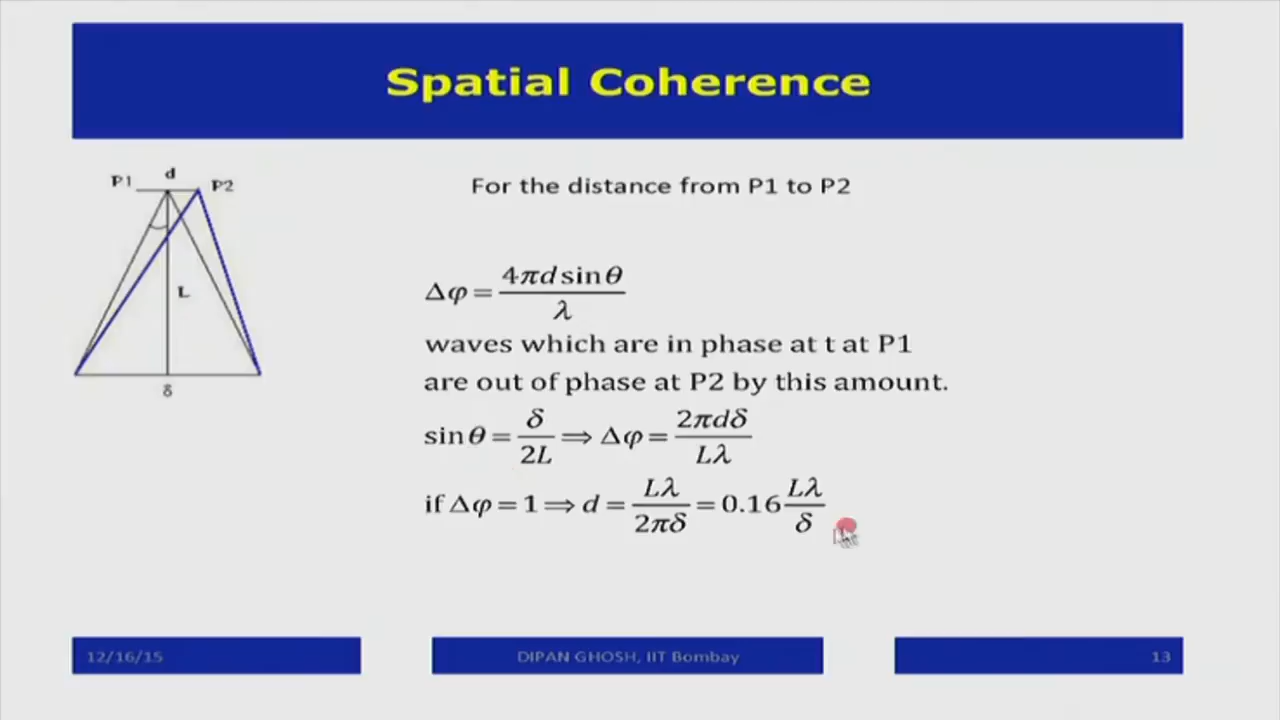 Spatial Coherence
P1 d P2
L
δ
For the distance from P1 to P2
Δφ = 4πd sin θ / λ
waves which are in phase at t at P1
are out of phase at P2 by this amount.
sin θ = δ / 2L ⟹ Δφ = 2πdδ / Lλ
if Δφ = 1 ⟹ d = Lλ / 2πδ = 0.16 Lλ / δ
12/16/15 DIPAN GHOSH, IIT Bombay 13